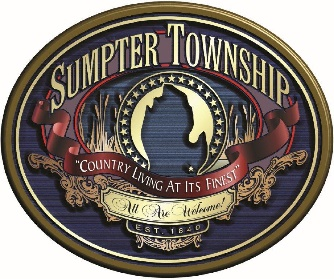 SUMPTER TOWNSHIP
"COUNTRY LIVING AT ITS FINEST"
All Are Welcome!
EST. 1840